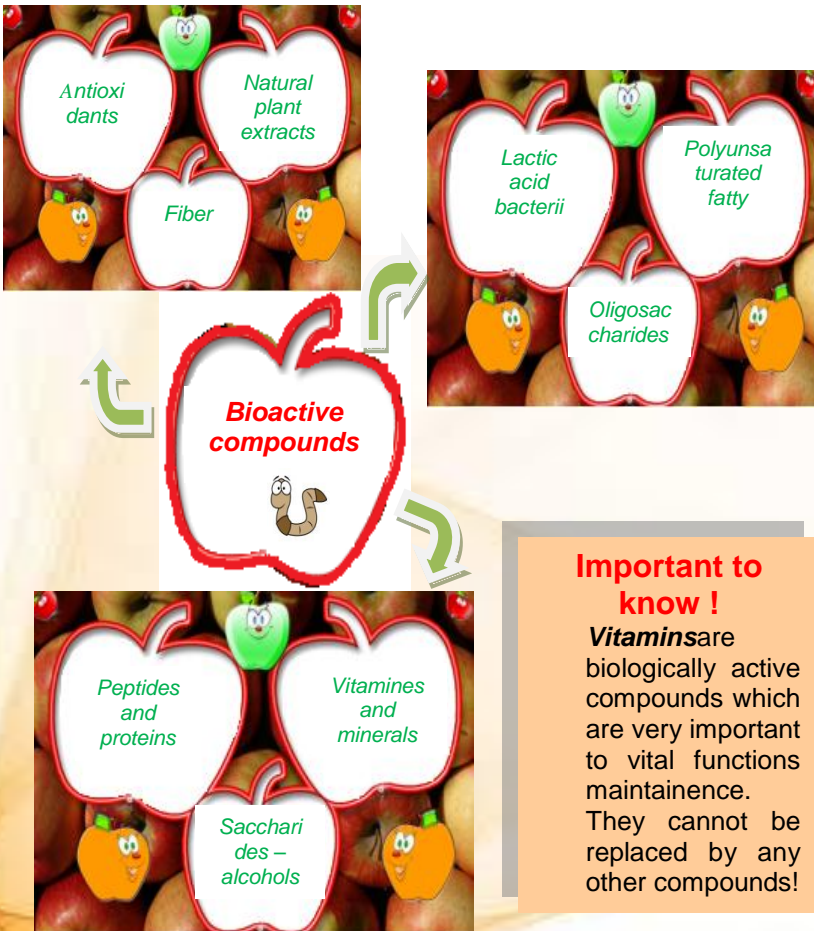 Antioxi
dants
Natural
plant
extracts
Fiber
Lactic
acid
bacterii
Polyunsa
turated
fatty
Oligosac
charides
Bioactive
compounds
Peptides
and
proteins
Vitamines
and
minerals
Sacchari
des –
alcohols
Important to
know !
Vitaminsare
biologically active
compounds which
are very important
to vital functions
maintainence.
They cannot be
replaced by any
other compounds!